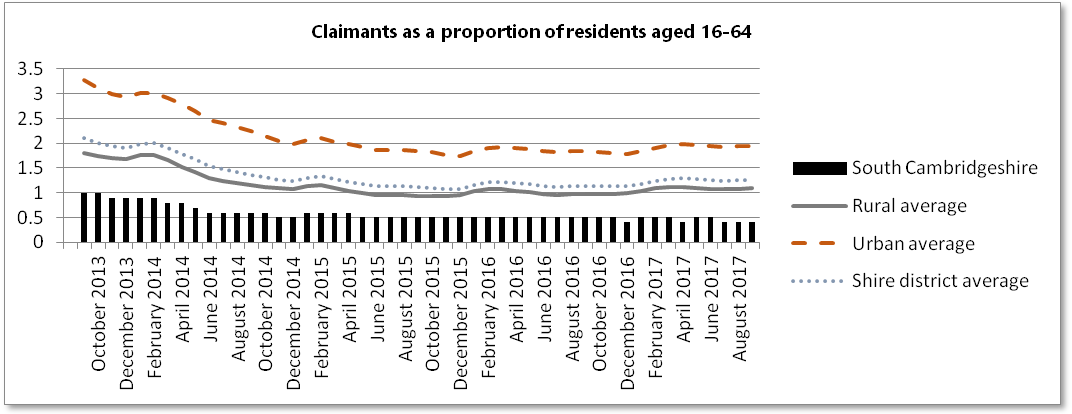 Claimants as a proportion of residents aged 16-64
3.5
3
2.5
2
1.5
1
0.5
0
October 2013
December 2013
February 2014
April 2014
June 2014
August 2014
October 2014
December 2014
February 2015
April 2015
June 2015
August 2015
October 2015
December 2015
February 2016
April 2016
June 2016
August 2016
October 2016
December 2016
February 2017
April 2017
June 2017
August 2017
South Cambridgeshire
Rural average
Urban average
Shire district average